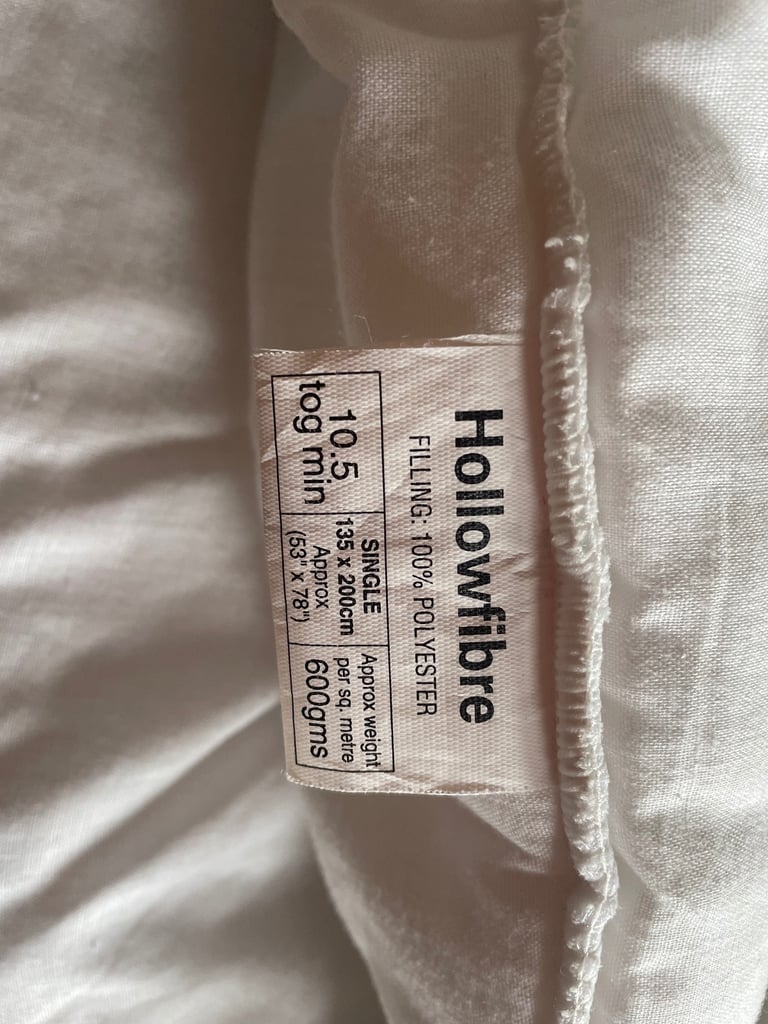 Hollowfibre
FILLING: 100% POLYESTER
10.5
tog min
SINGLE
135 x 200cm
Approx
(53" x 78")
Approx weight
per sq. metre
600gms